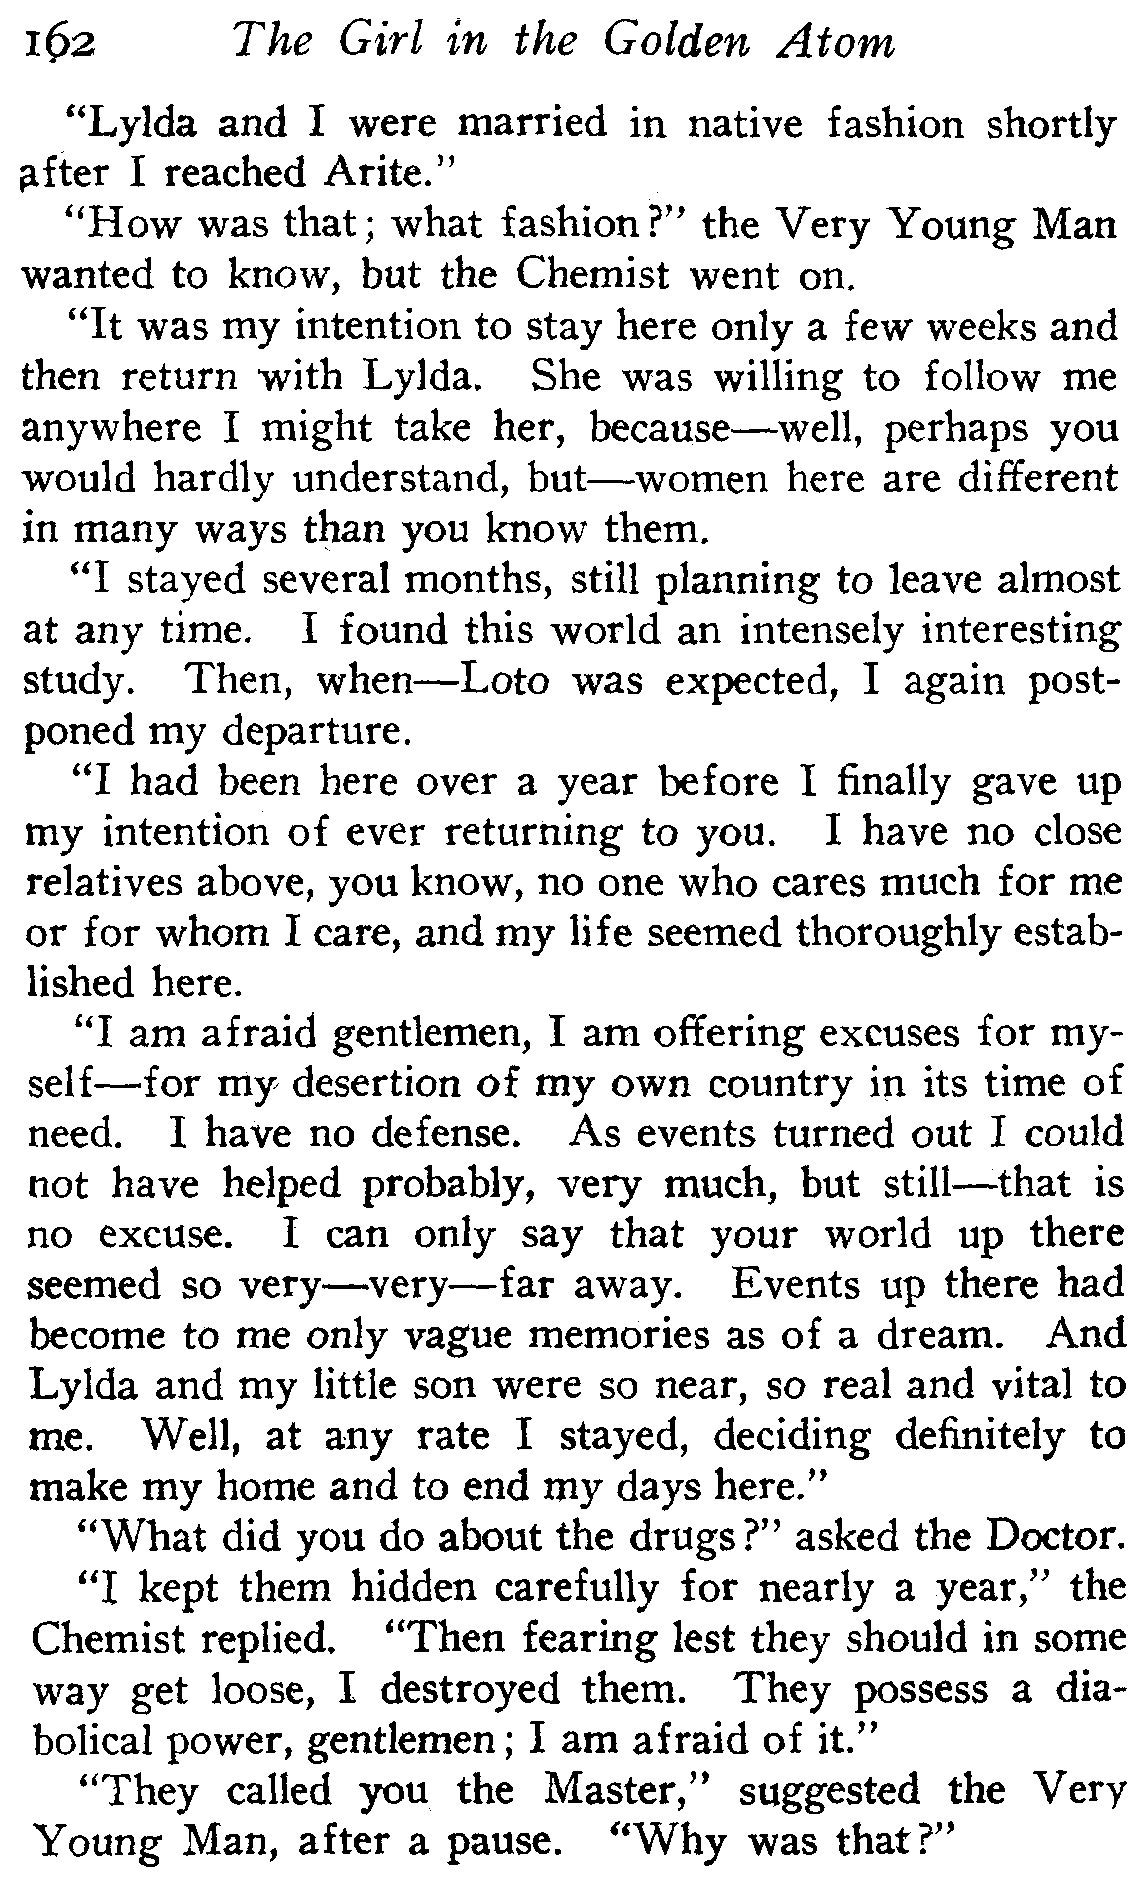 162 The Girl in the Golden Atom
"Lylda and I were married in native fashion shortly
after I reached Arite."
"How was that; what fashion?" the Very Young Man
wanted to know, but the Chemist went on.
"It was my intention to stay here only a few weeks and
then return with Lylda. She was willing to follow me
anywhere I might take her, because—well, perhaps you
would hardly understand, but—women here are different
in many ways than you know them.
"I stayed several months, still planning to leave almost
at any time. I found this world an intensely interesting
study. Then, when—Loto was expected, I again post-
poned my departure.
"I had been here over a year before I finally gave up
my intention of ever returning to you. I have no close
relatives above, you know, no one who cares much for me
or for whom I care, and my life seemed thoroughly estab-
lished here.
"I am afraid gentlemen, I am offering excuses for my-
self—for my desertion of my own country in its time of
need. I have no defense. As events turned out I could
not have helped probably, very much, but still—that is
no excuse. I can only say that your world up there
seemed so very—very—far away. Events up there had
become to me only vague memories as of a dream. And
Lylda and my little son were so near, so real and vital to
me. Well, at any rate I stayed, deciding definitely to
make my home and to end my days here."
"What did you do about the drugs?" asked the Doctor.
"I kept them hidden carefully for nearly a year," the
Chemist replied. "Then fearing lest they should in some
way get loose, I destroyed them. They possess a dia-
bolical power, gentlemen; I am afraid of it."
"They called you the Master," suggested the Very
Young Man, after a pause. "Why was that?"